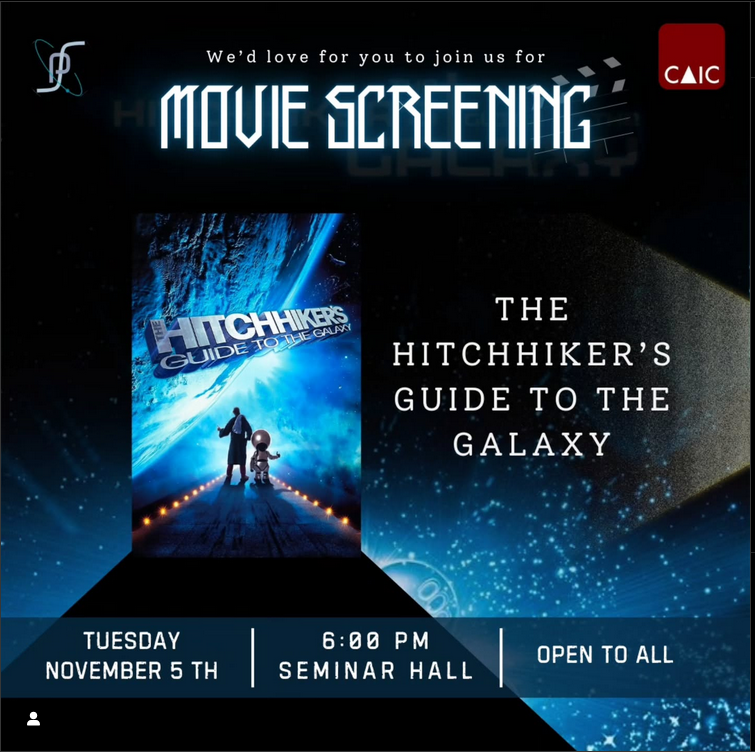 We'd love for you to join us for
MOVIE SCREENING
CAIC
THE
HITCHHIKER'S
GUIDE TO THE GALAXY
THE
HITCHHIKER'S
GUIDE TO THE
GALAXY
TUESDAY
NOVEMBER 5 TH
6:00 PM
SEMINAR HALL
OPEN TO ALL